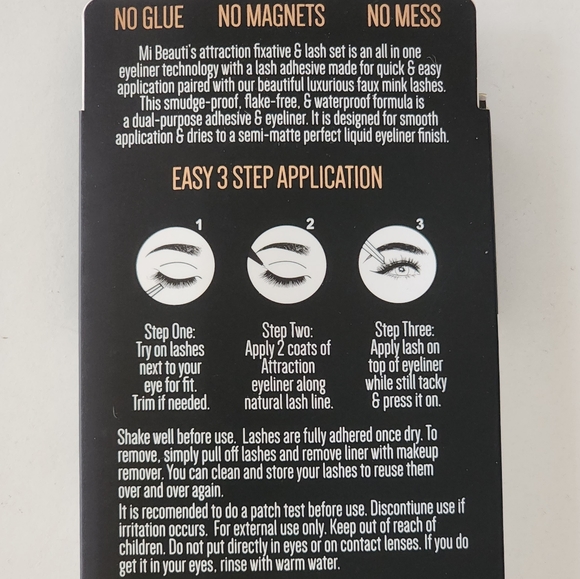 NO GLUE NO MAGNETS NO MESS
Mi Beauti's attraction fixative & lash set is an all in one
eyeliner technology with a lash adhesive made for quick & easy
application paired with our beautiful luxurious faux mink lashes.
This smudge-proof, flake-free, & waterproof formula is
a dual-purpose adhesive & eyeliner. It is designed for smooth
application & dries to a semi-matte perfect liquid eyeliner finish.
EASY 3 STEP APPLICATION
1
2
3
Step One:
Try on lashes
next to your
eye for fit.
Trim if needed.
Step Two:
Apply 2 coats of
Attraction
eyeliner along
natural lash line.
Step Three:
Apply lash on
top of eyeliner
while still tacky
& press it on.
Shake well before use. Lashes are fully adhered once dry. To
remove, simply pull off lashes and remove liner with makeup
remover. You can clean and store your lashes to reuse them
over and over again.
It is recomended to do a patch test before use. Discontiune use if
irritation occurs. For external use only. Keep out of reach of
children. Do not put directly in eyes or on contact lenses. If you do
get it in your eyes, rinse with warm water.